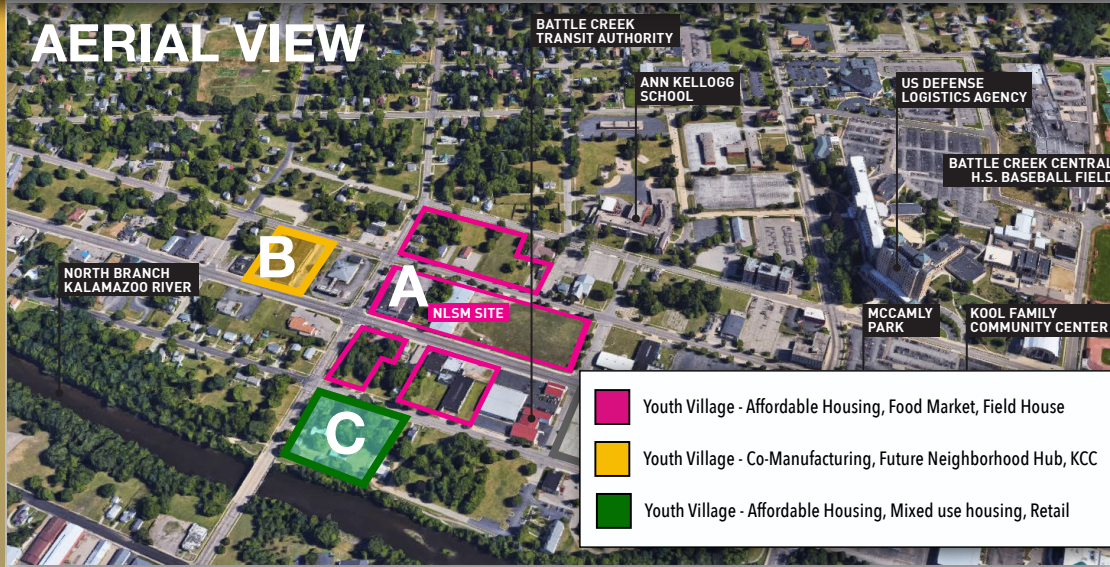 AERIAL VIEW
BATTLE CREEK
TRANSIT AUTHORITY
ANN KELLOGG
SCHOOL
US DEFENSE
LOGISTICS AGENCY
BATTLE CREEK CENTRAL
H.S. BASEBALL FIELD
B
NORTH BRANCH
KALAMAZOO RIVER
A
NLSM SITE
MCCAMLY
PARK
KOOL FAMILY
COMMUNITY CENTER
C
Youth Village - Affordable Housing, Food Market, Field House
Youth Village - Co-Manufacturing, Future Neighborhood Hub, KCC
Youth Village - Affordable Housing, Mixed use housing, Retail